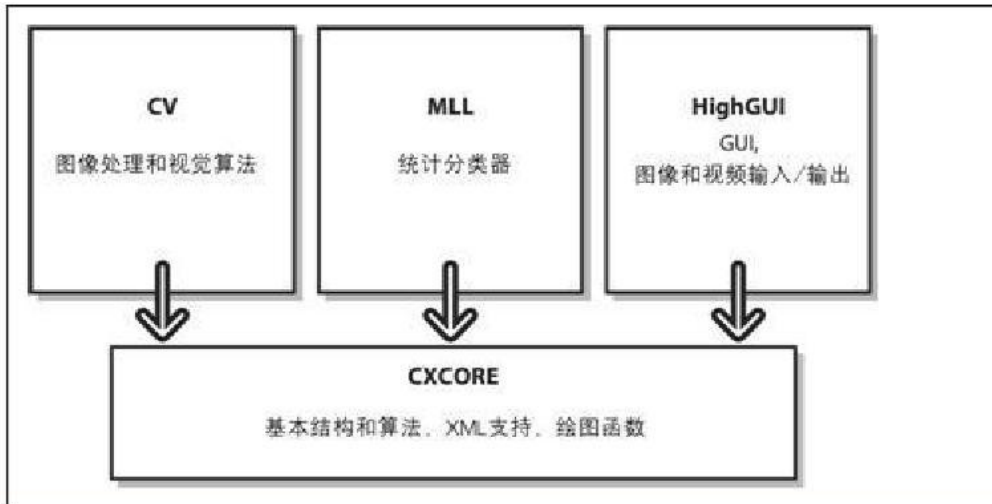 CV
图像处理和视觉算法
MLL
统计分类器
HighGUI
GUI,
图像和视频输入/输出
CXCORE
基本结构和算法、XML支持、绘图函数